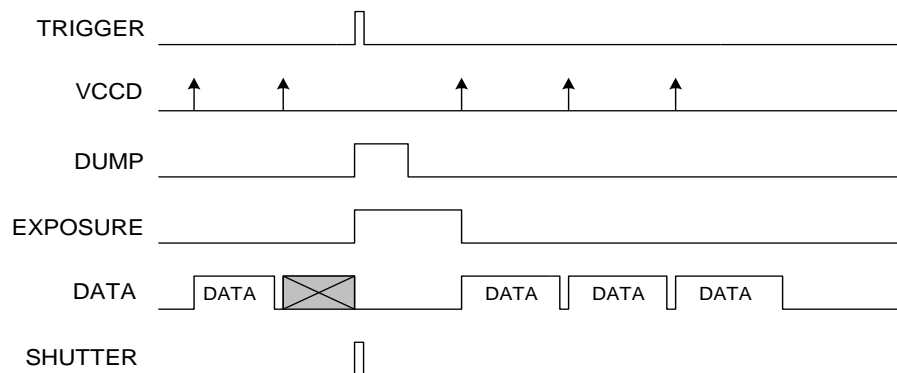 TRIGGER
VCCD
DUMP
EXPOSURE
DATA
DATA
DATA
DATA
DATA
SHUTTER